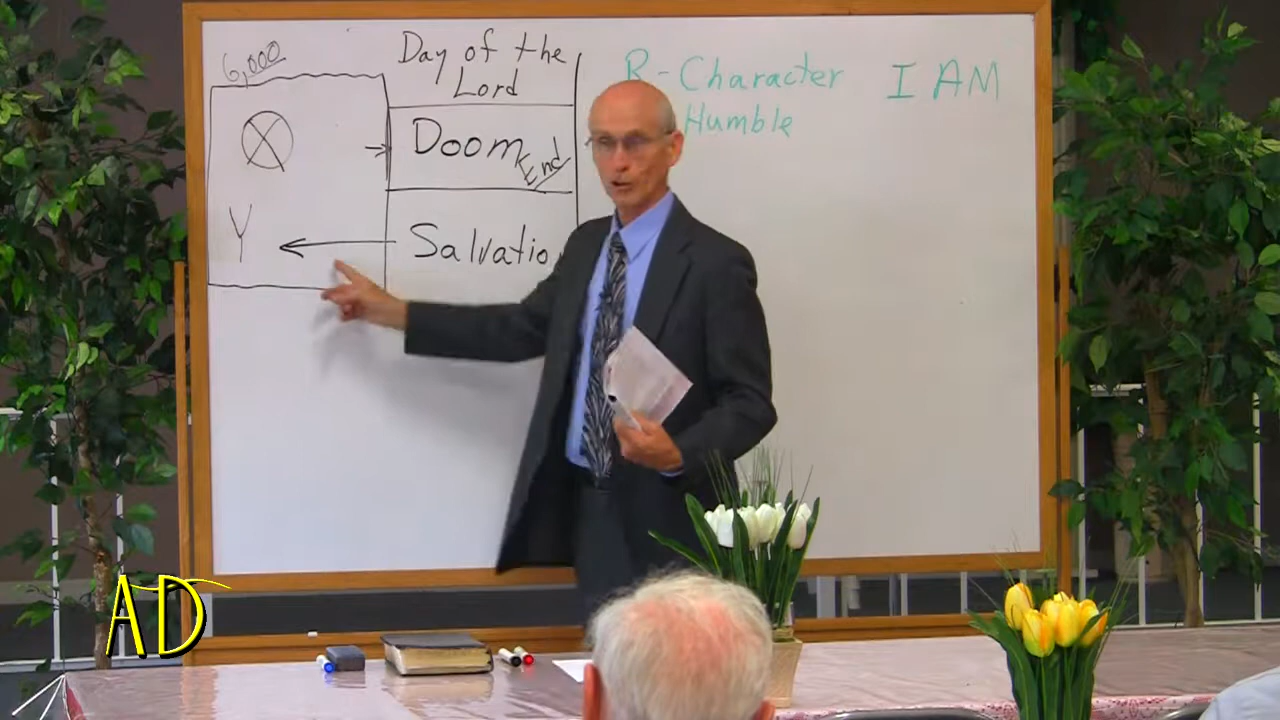 6,000
Day of the
Lord
Doom End
Y
Salvatio
R - Character
Humble
I AM
AD